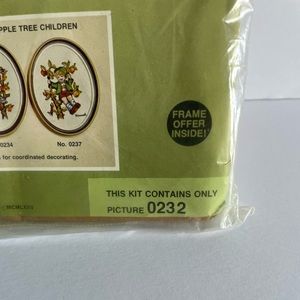 PPLE TREE CHILDREN
0234
No. 0237
for coordinated decorating.
FRAME
OFFER
INSIDE!
THIS KIT CONTAINS ONLY
PICTURE 0232